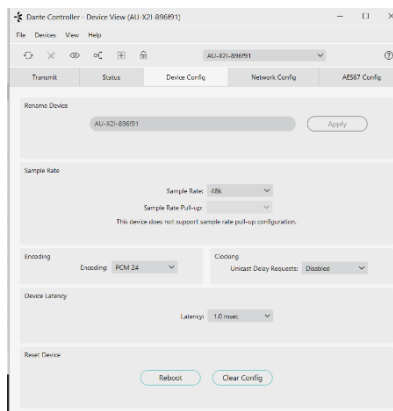 Dante Controller - Device View (AU-X2I-896f91)
File Devices View Help
AU-X2I-896f91
Transmit Status Device Config Network Config AES67 Config
Rename Device
AU-X2I-896f91
Apply
Sample Rate
Sample Rate: 48k
Sample Rate Pull-up:
This device does not support sample rate pull-up configuration.
Encoding
Encoding: PCM 24
Clocking
Unicast Delay Requests: Disabled
Device Latency
Latency: 1.0 msec
Reset Device
Reboot Clear Config